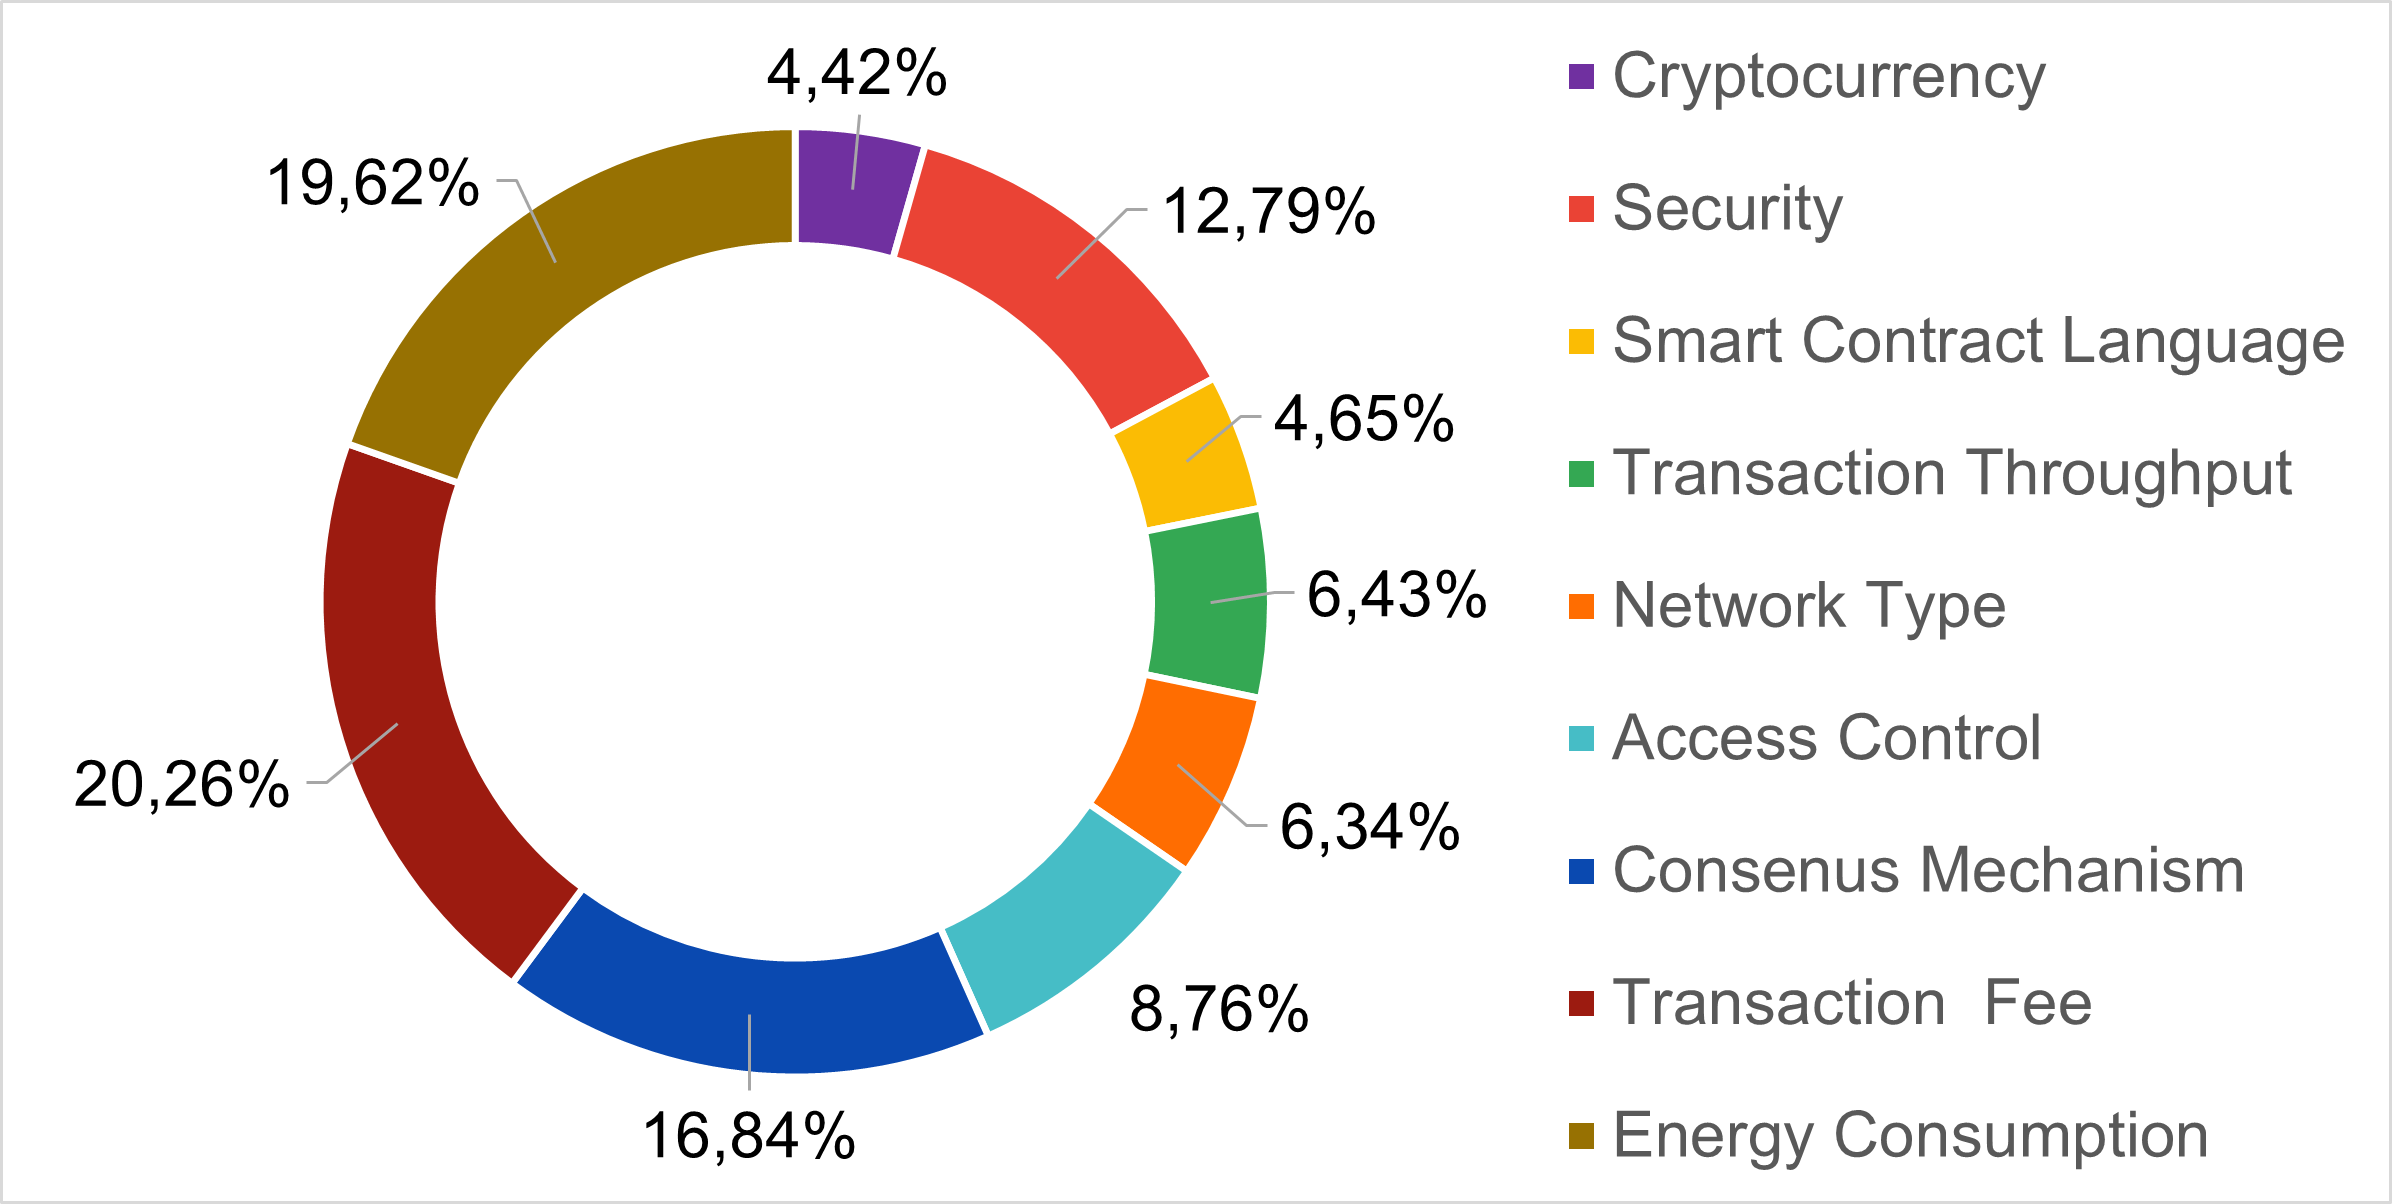 4,42%
19,62%
12,79%
4,65%
6,43%
6,34%
20,26%
8,76%
16,84%
Cryptocurrency
Security
Smart Contract Language
Transaction Throughput
Network Type
Access Control
Consenus Mechanism
Transaction  Fee
Energy Consumption